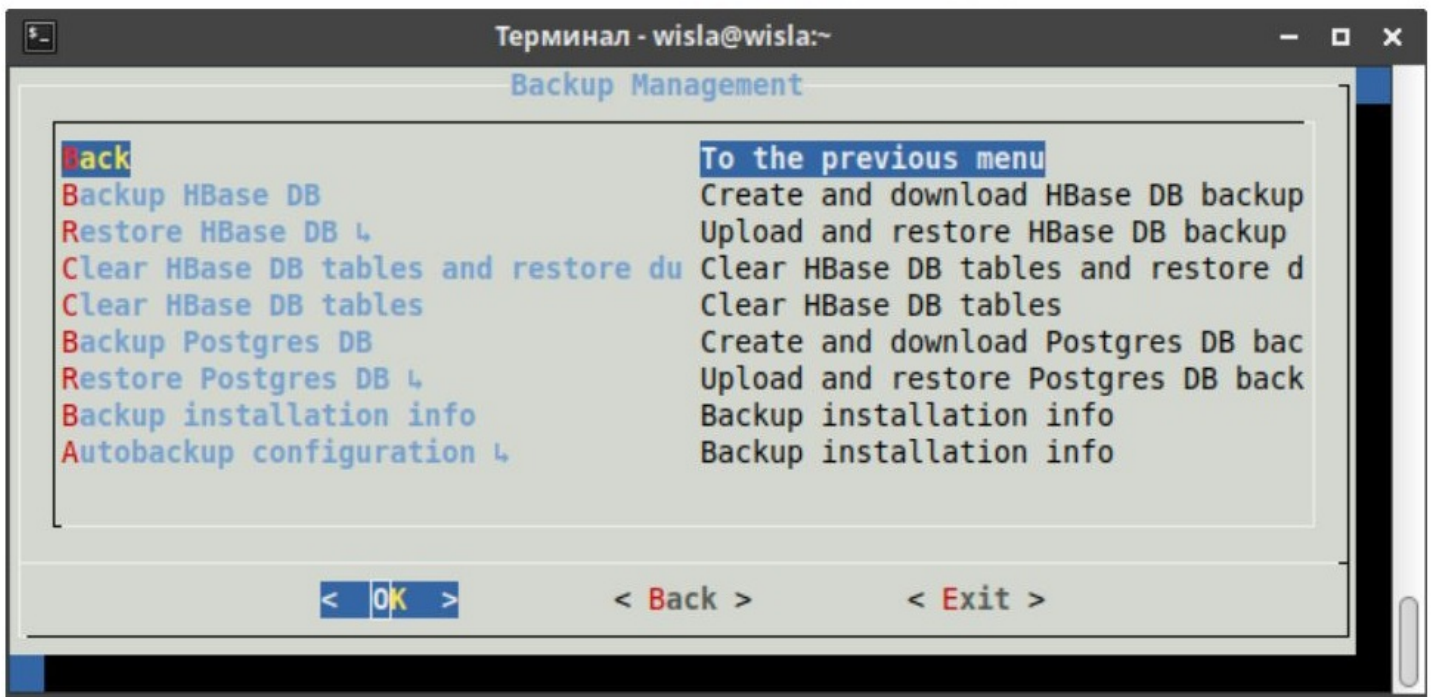 Терминал - wisla@wisla:~
Backup Management
Back To the previous menu
Backup HBase DB Create and download HBase DB backup
Restore HBase DB ↳ Upload and restore HBase DB backup
Clear HBase DB tables and restore du Clear HBase DB tables and restore d
Clear HBase DB tables Clear HBase DB tables
Backup Postgres DB Create and download Postgres DB bac
Restore Postgres DB ↳ Upload and restore Postgres DB back
Backup installation info Backup installation info
Autobackup configuration ↳ Backup installation info
< OK > < Back > < Exit >